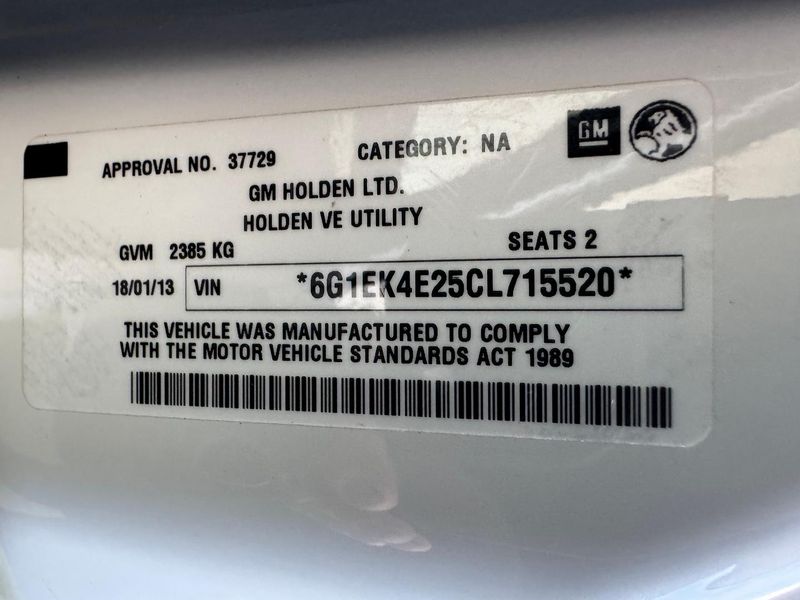 APPROVAL NO. 37729 CATEGORY: NA GM
GM HOLDEN LTD.
HOLDEN VE UTILITY
GVM 2385 KG SEATS 2
18/01/13 VIN *6G1EK4E25CL715520*
THIS VEHICLE WAS MANUFACTURED TO COMPLY
WITH THE MOTOR VEHICLE STANDARDS ACT 1989